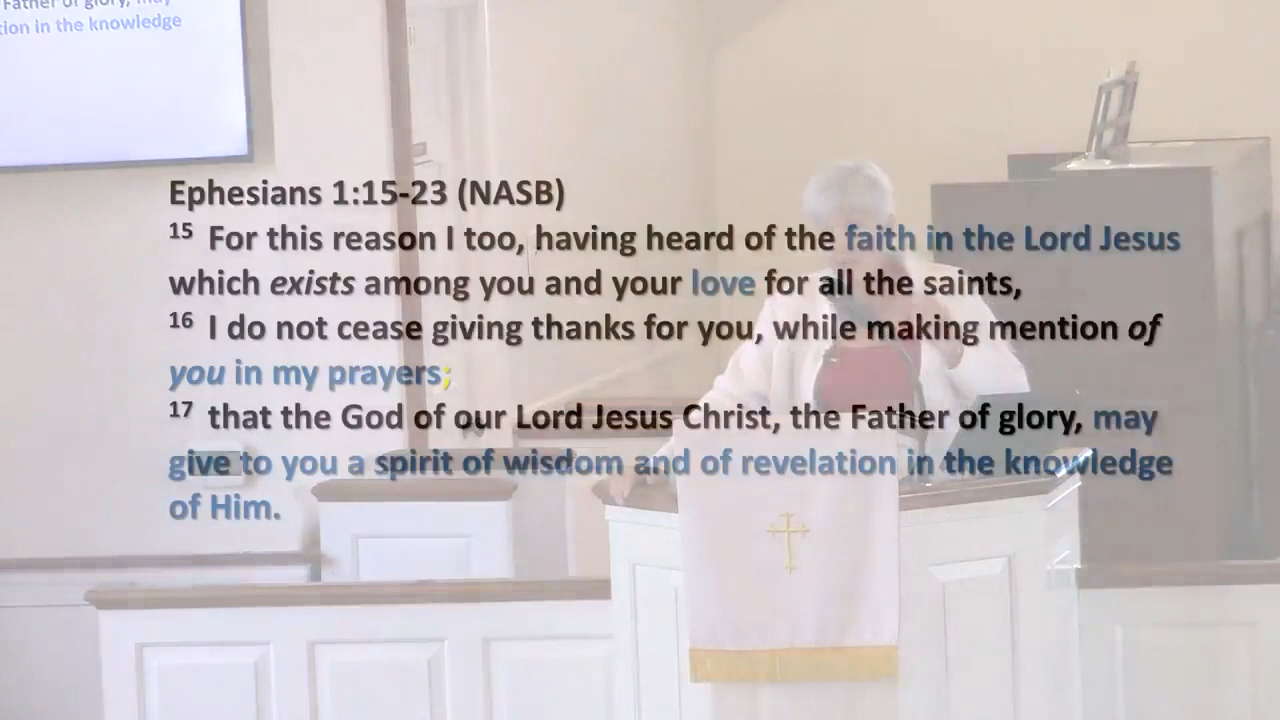 Father of glory, may
tion in the knowledge
Ephesians 1:15-23 (NASB)
15 For this reason I too, having heard of the faith in the Lord Jesus
which exists among you and your love for all the saints,
16 I do not cease giving thanks for you, while making mention of
you in my prayers;
17 that the God of our Lord Jesus Christ, the Father of glory, may
give to you a spirit of wisdom and of revelation in the knowledge
of Him.